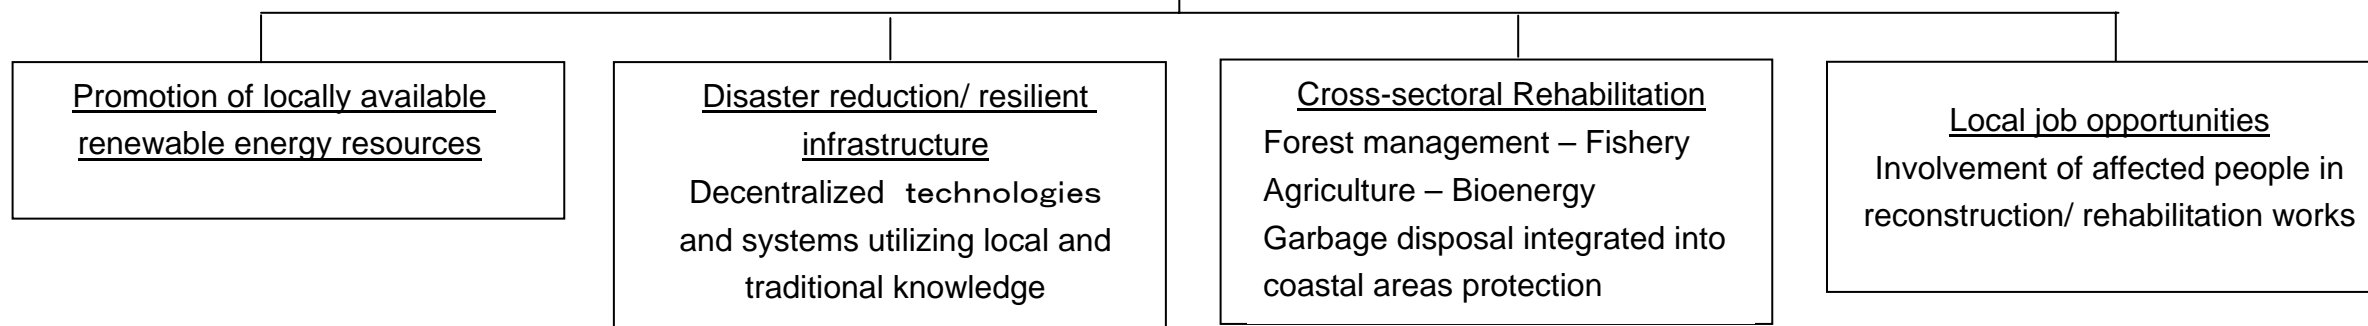 Promotion of locally available
renewable energy resources
Disaster reduction/ resilient
infrastructure
Decentralized technologies
and systems utilizing local and
traditional knowledge
Cross-sectoral Rehabilitation
Forest management – Fishery
Agriculture – Bioenergy
Garbage disposal integrated into
coastal areas protection
Local job opportunities
Involvement of affected people in
reconstruction/ rehabilitation works